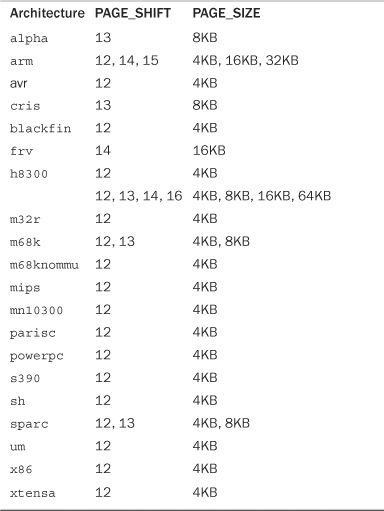 Architecture PAGE_SHIFT PAGE_SIZE
alpha 13 8KB
arm 12, 14, 15 4KB, 16KB, 32KB
avr 12 4KB
cris 13 8KB
blackfin 12 4KB
frv 14 16KB
h8300 12 4KB
12, 13, 14, 16 4KB, 8KB, 16KB, 64KB
m32r 12 4KB
m68k 12, 13 4KB, 8KB
m68knommu 12 4KB
mips 12 4KB
mn10300 12 4KB
parisc 12 4KB
powerpc 12 4KB
s390 12 4KB
sh 12 4KB
sparc 12, 13 4KB, 8KB
um 12 4KB
x86 12 4KB
xtensa 12 4KB